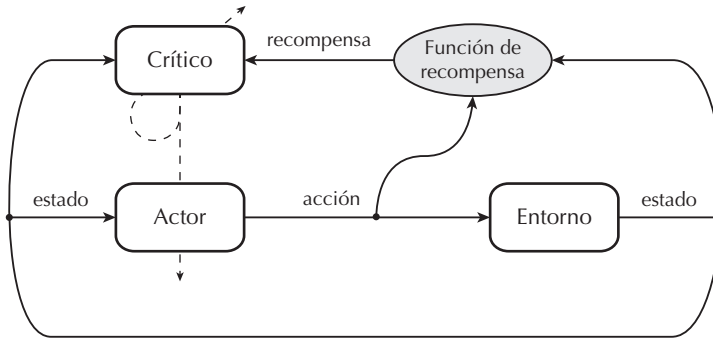 recompensa
Función de
recompensa
Crítico
estado
Actor
acción
Entorno
estado